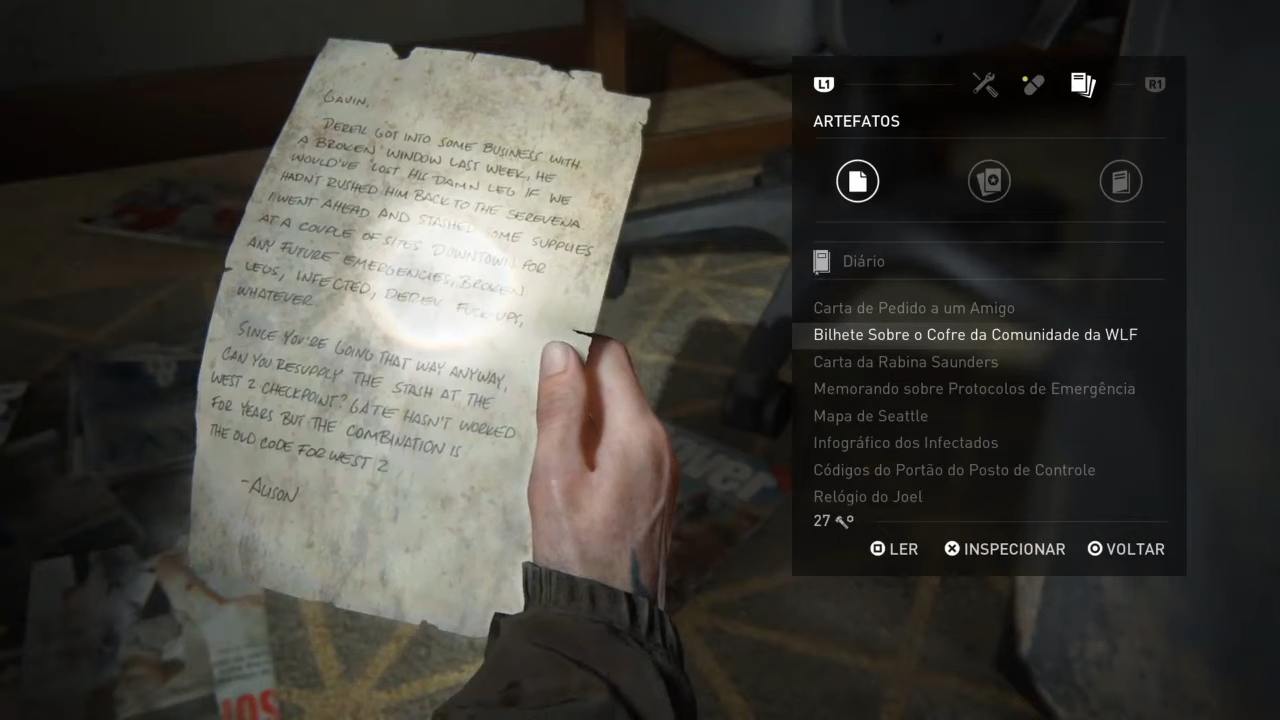 GAVIN,
DEREK GOT INTO SOME BUSINESS WITH
A BROKEN WINDOW LAST WEEK, HE
WOULD'VE LOST HIS DAMN LEG IF WE
HADN'T RUSHED HIM BACK TO THE SEREVENA.
I WENT AHEAD AND STASHED SOME SUPPLIES
AT A COUPLE OF SITES DOWNTOWN FOR
ANY FUTURE EMERGENCIES, BROKEN
LEGS, INFECTED, DEREK FUCK-UPS,
WHATEVER
SINCE YOU'RE GOING THAT WAY ANYWAY,
CAN YOU RESUPPLY THE STASH AT THE
WEST 2 CHECKPOINT? GATE HASN'T WORKED
FOR YEARS BUT THE COMBINATION IS
THE OLD CODE FOR WEST 2
-ALISON
L1
R1
ARTEFATOS
Diário
Carta de Pedido a um Amigo
Bilhete Sobre o Cofre da Comunidade da WLF
Carta da Rabina Saunders
Memorando sobre Protocolos de Emergência
Mapa de Seattle
Infográfico dos Infectados
Códigos do Portão do Posto de Controle
Relógio do Joel
27
LER INSPECIONAR VOLTAR